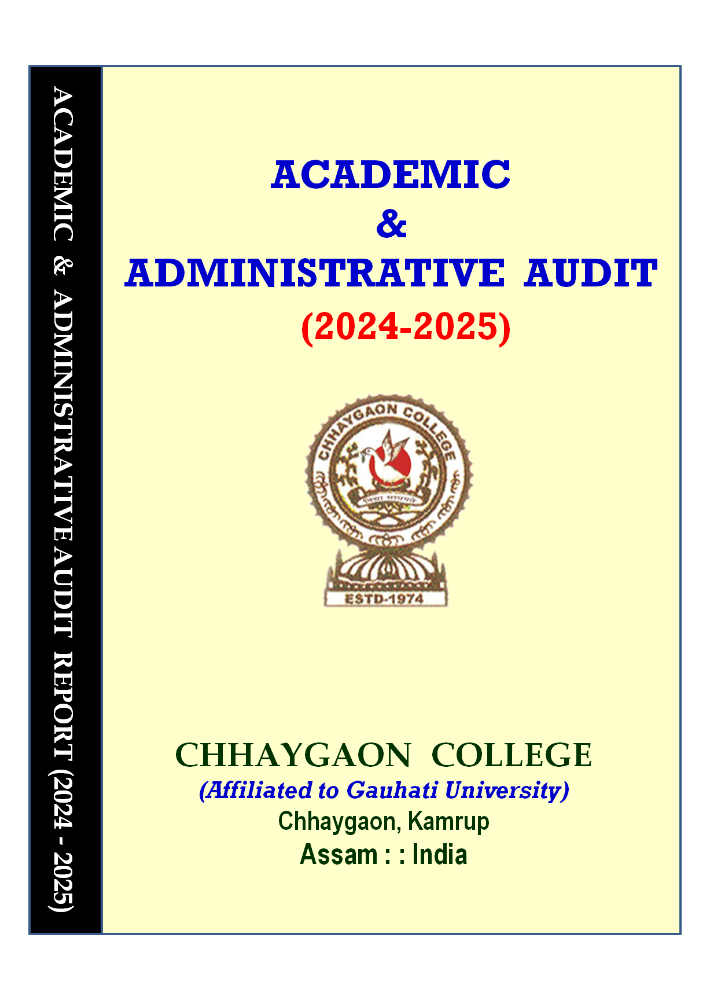 ACADEMIC & ADMINISTRATIVE AUDIT REPORT (2024 - 2025)
ACADEMIC
&
ADMINISTRATIVE AUDIT
(2024-2025)
CHHAYGAON COLLEGE
विद्या साधयते
ESTD-1974
CHHAYGAON COLLEGE
(Affiliated to Gauhati University)
Chhaygaon, Kamrup
Assam : : India